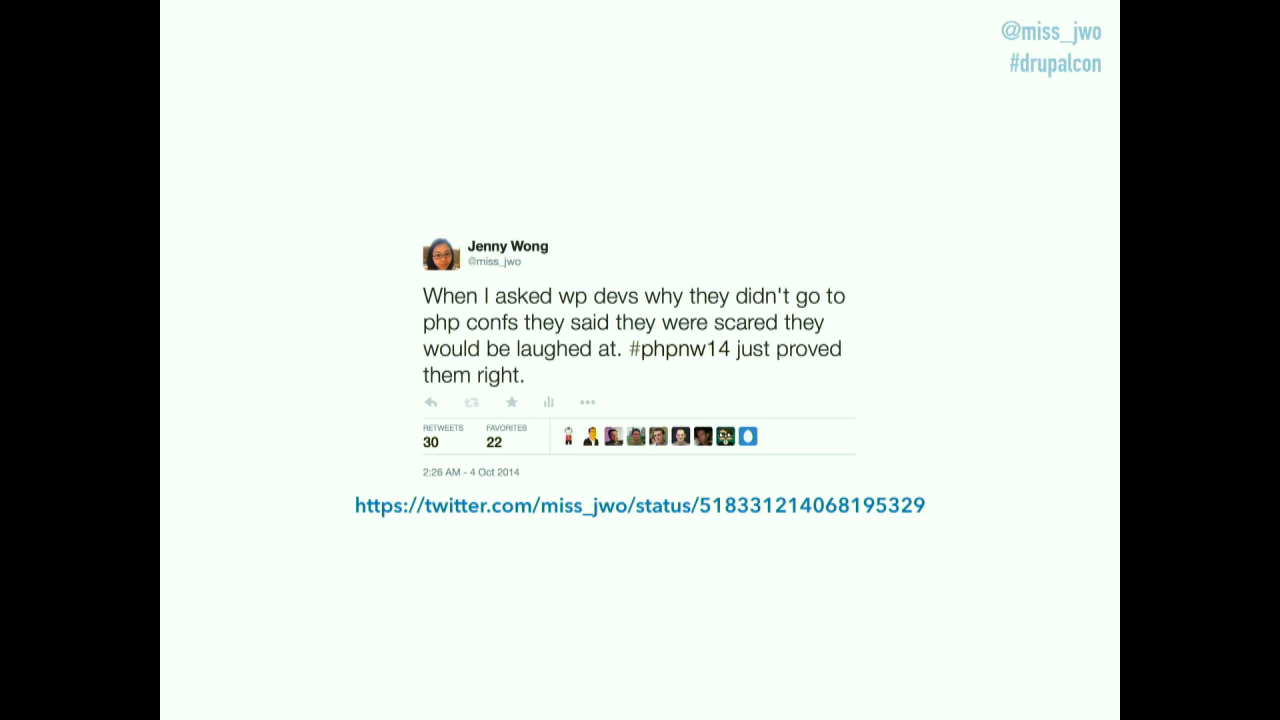 @miss_jwo
#drupalcon
Jenny Wong
@miss_jwo
When I asked wp devs why they didn't go to
php confs they said they were scared they
would be laughed at. #phpnw14 just proved
them right.
RETWEETS FAVORITES
30 22
2:26 AM - 4 Oct 2014
https://twitter.com/miss_jwo/status/518331214068195329